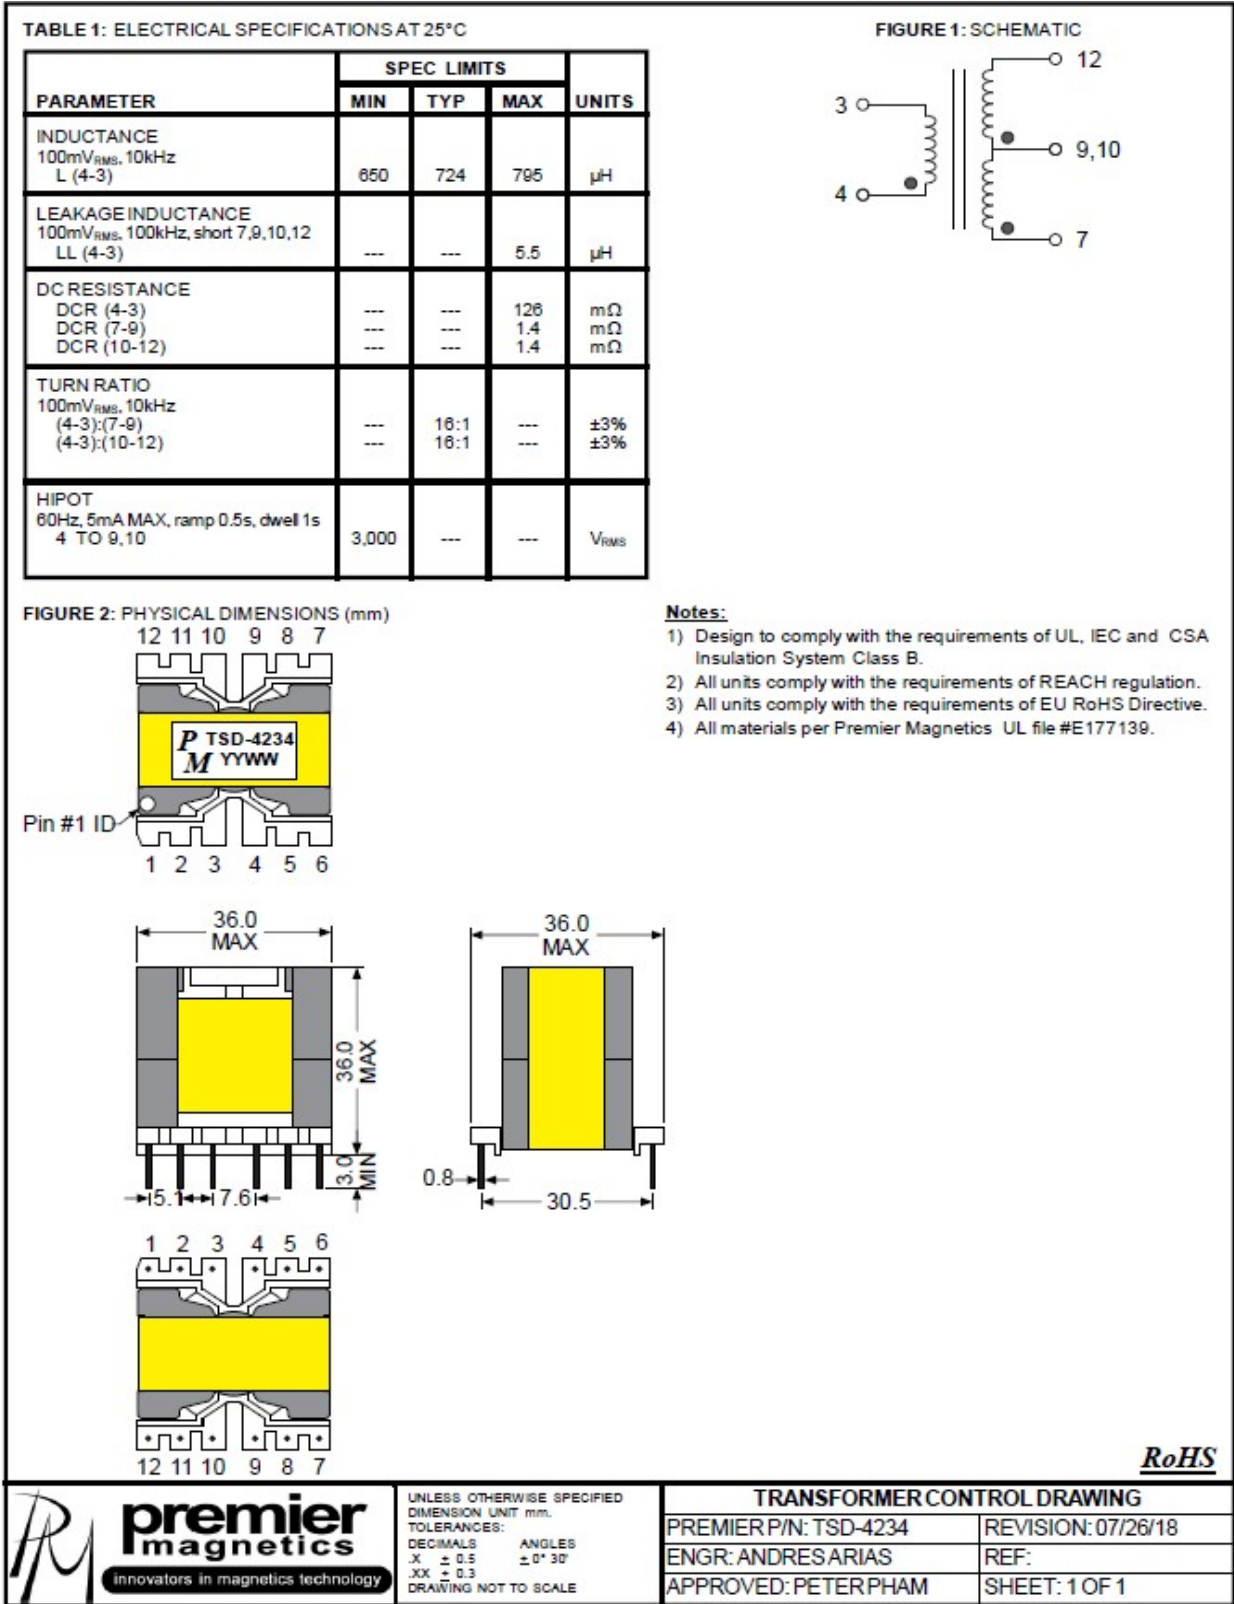 TABLE 1: ELECTRICAL SPECIFICATIONS AT 25°C
PARAMETER SPEC LIMITS UNITS
MIN TYP MAX
INDUCTANCE
100mVRMS, 10kHz
L (4-3) 650 724 795 µH
LEAKAGE INDUCTANCE
100mVRMS, 100kHz, short 7,9,10,12
LL (4-3) --- --- 5.5 µH
DC RESISTANCE
DCR (4-3) --- --- 126 mΩ
DCR (7-9) --- --- 1.4 mΩ
DCR (10-12) --- --- 1.4 mΩ
TURN RATIO
100mVRMS, 10kHz
(4-3):(7-9) --- 16:1 --- ±3%
(4-3):(10-12) --- 16:1 --- ±3%
HIPOT
60Hz, 5mA MAX, ramp 0.5s, dwell 1s
4 TO 9,10 3,000 --- --- VRMS
FIGURE 1: SCHEMATIC
12
3
9,10
4
7
FIGURE 2: PHYSICAL DIMENSIONS (mm)
12 11 10 9 8 7
PM TSD-4234
YYWW
Pin #1 ID
1 2 3 4 5 6
36.0
MAX
36.0
MAX
3.0
MIN
5.1 7.6
36.0
MAX
0.8
30.5
1 2 3 4 5 6
12 11 10 9 8 7
Notes:
1) Design to comply with the requirements of UL, IEC and CSA
Insulation System Class B.
2) All units comply with the requirements of REACH regulation.
3) All units comply with the requirements of EU RoHS Directive.
4) All materials per Premier Magnetics UL file #E177139.
RoHS
PM
premier
magnetics
innovators in magnetics technology
UNLESS OTHERWISE SPECIFIED
DIMENSION UNIT mm.
TOLERANCES:
DECIMALS ANGLES
.X ± 0.5 ± 0° 30'
.XX ± 0.3
DRAWING NOT TO SCALE
TRANSFORMER CONTROL DRAWING
PREMIER P/N: TSD-4234 REVISION: 07/26/18
ENGR: ANDRES ARIAS REF:
APPROVED: PETER PHAM SHEET: 1 OF 1